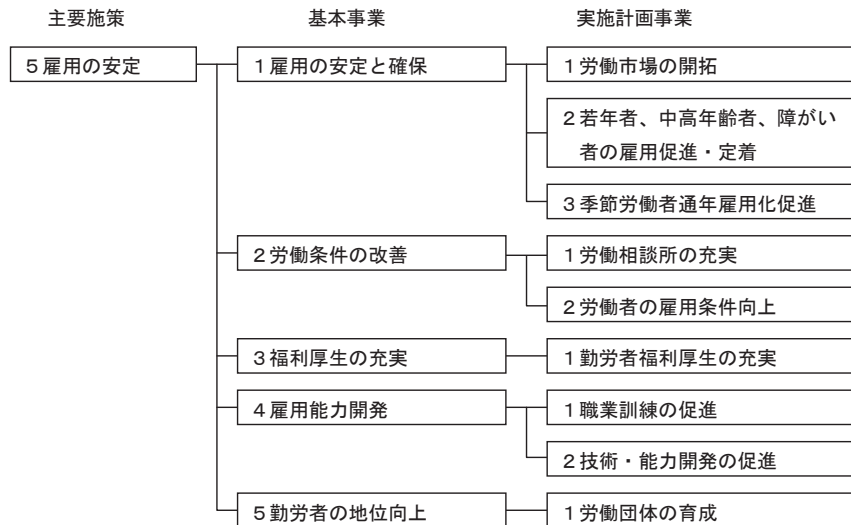 主要施策 基本事業 実施計画事業
5雇用の安定 1雇用の安定と確保 1労働市場の開拓
2若年者、中高年齢者、障がい
者の雇用促進・定着
3季節労働者通年雇用化促進
2労働条件の改善 1労働相談所の充実
2労働者の雇用条件向上
3福利厚生の充実 1勤労者福利厚生の充実
4雇用能力開発 1職業訓練の促進
2技術・能力開発の促進
5勤労者の地位向上 1労働団体の育成